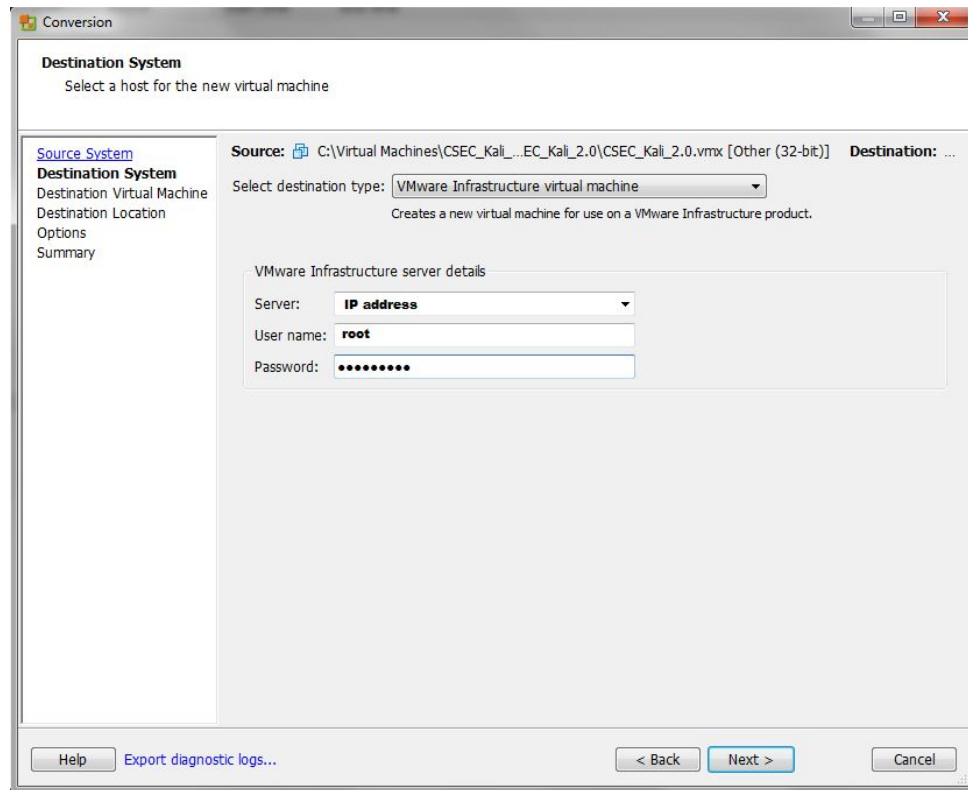 Conversion
Destination System
Select a host for the new virtual machine
Source System
Destination System
Destination Virtual Machine
Destination Location
Options
Summary
Source: C:\Virtual Machines\CSEC_Kali_...EC_Kali_2.0\CSEC_Kali_2.0.vmx [Other (32-bit)] Destination: ...
Select destination type: VMware Infrastructure virtual machine
Creates a new virtual machine for use on a VMware Infrastructure product.
VMware Infrastructure server details
Server: IP address
User name: root
Password: •••••••••
Help Export diagnostic logs... < Back Next > Cancel